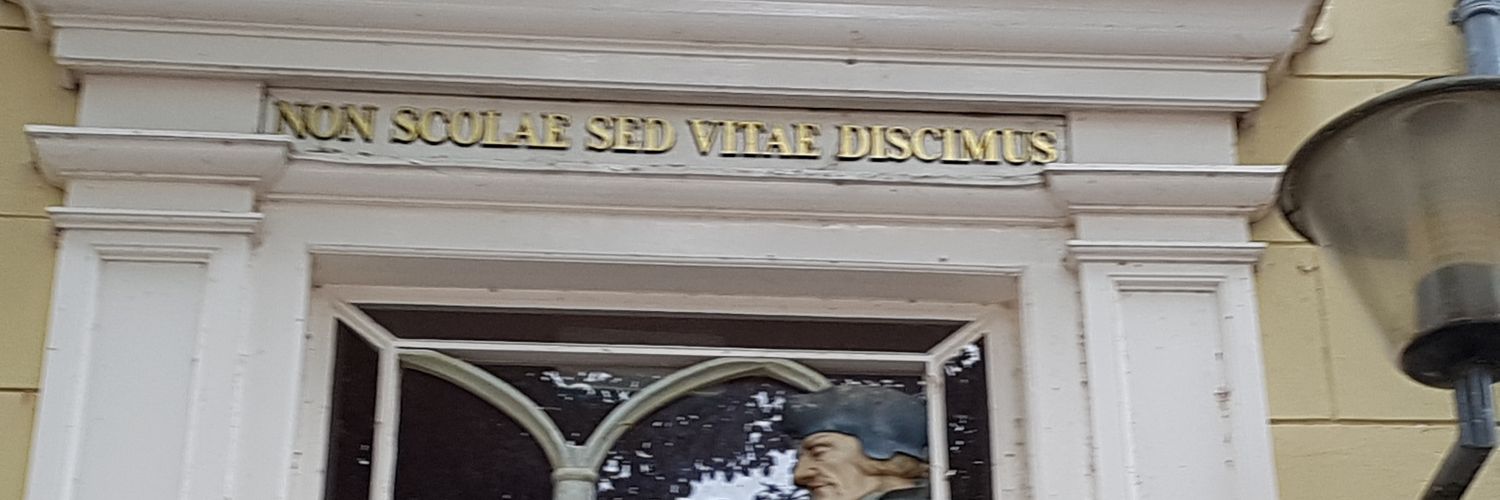 NON SCOLAE SED VITAE DISCIMUS